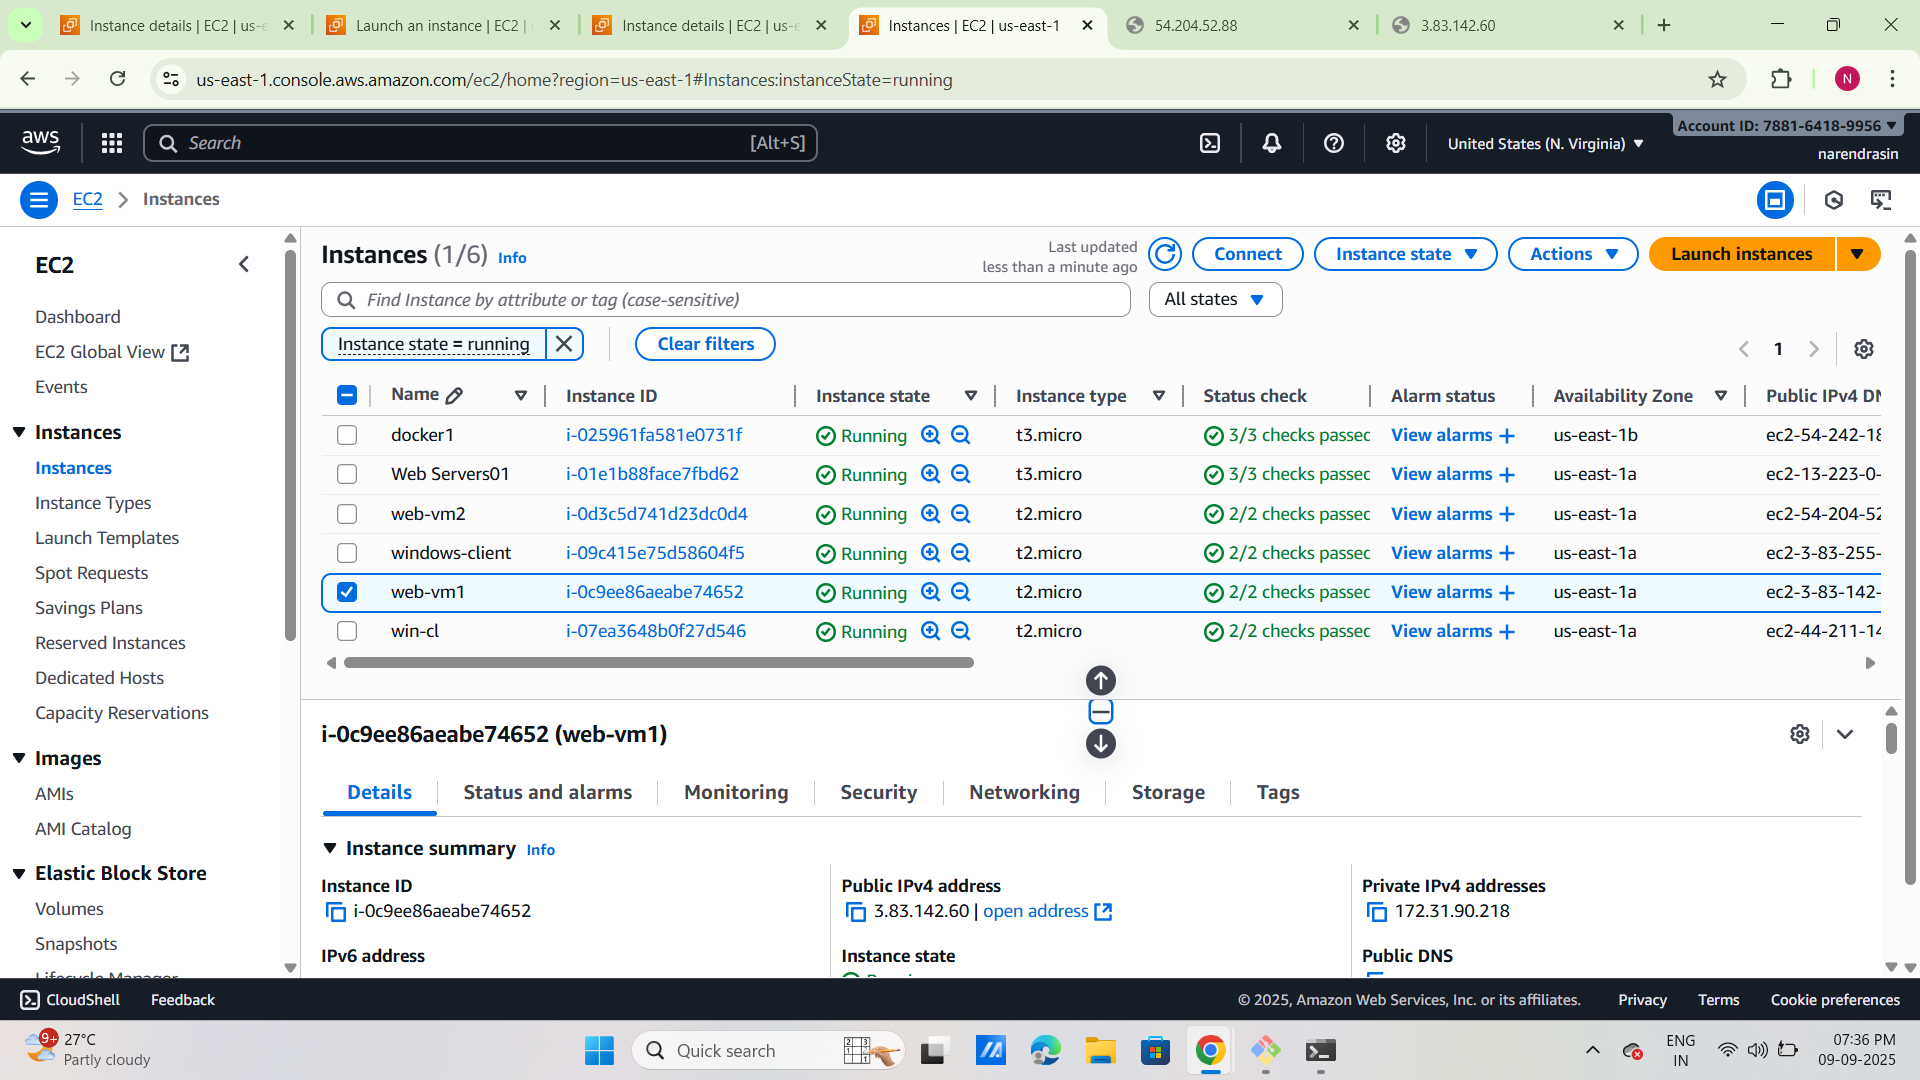 Instance details | EC2 | us-e
Launch an instance | EC2 |
Instance details | EC2 | us-e
Instances | EC2 | us-east-1
54.204.52.88
3.83.142.60
us-east-1.console.aws.amazon.com/ec2/home?region=us-east-1#Instances:instanceState=running
N
aws
Search
[Alt+S]
United States (N. Virginia)
Account ID: 7881-6418-9956
narendrasin
EC2
Instances
EC2
Dashboard
EC2 Global View
Events
Instances
Instances
Instance Types
Launch Templates
Spot Requests
Savings Plans
Reserved Instances
Dedicated Hosts
Capacity Reservations
Images
AMIs
AMI Catalog
Elastic Block Store
Volumes
Snapshots
Lifecycle Manager
Instances (1/6) Info
Last updated
less than a minute ago
Connect
Instance state
Actions
Launch instances
Find Instance by attribute or tag (case-sensitive)
All states
Instance state = running
Clear filters
1
Name Instance ID Instance state Instance type Status check Alarm status Availability Zone Public IPv4 DN
docker1 i-025961fa581e0731f Running t3.micro 3/3 checks passec View alarms + us-east-1b ec2-54-242-18
Web Servers01 i-01e1b88face7fbd62 Running t3.micro 3/3 checks passec View alarms + us-east-1a ec2-13-223-0-
web-vm2 i-0d3c5d741d23dc0d4 Running t2.micro 2/2 checks passec View alarms + us-east-1a ec2-54-204-52
windows-client i-09c415e75d58604f5 Running t2.micro 2/2 checks passec View alarms + us-east-1a ec2-3-83-255-
web-vm1 i-0c9ee86aeabe74652 Running t2.micro 2/2 checks passec View alarms + us-east-1a ec2-3-83-142-
win-cl i-07ea3648b0f27d546 Running t2.micro 2/2 checks passec View alarms + us-east-1a ec2-44-211-14
i-0c9ee86aeabe74652 (web-vm1)
Details
Status and alarms
Monitoring
Security
Networking
Storage
Tags
Instance summary Info
Instance ID
i-0c9ee86aeabe74652
Public IPv4 address
3.83.142.60 | open address
Private IPv4 addresses
172.31.90.218
IPv6 address
Instance state
Public DNS
CloudShell
Feedback
© 2025, Amazon Web Services, Inc. or its affiliates.
Privacy
Terms
Cookie preferences
9+
27°C
Partly cloudy
Quick search
ENG
IN
07:36 PM
09-09-2025